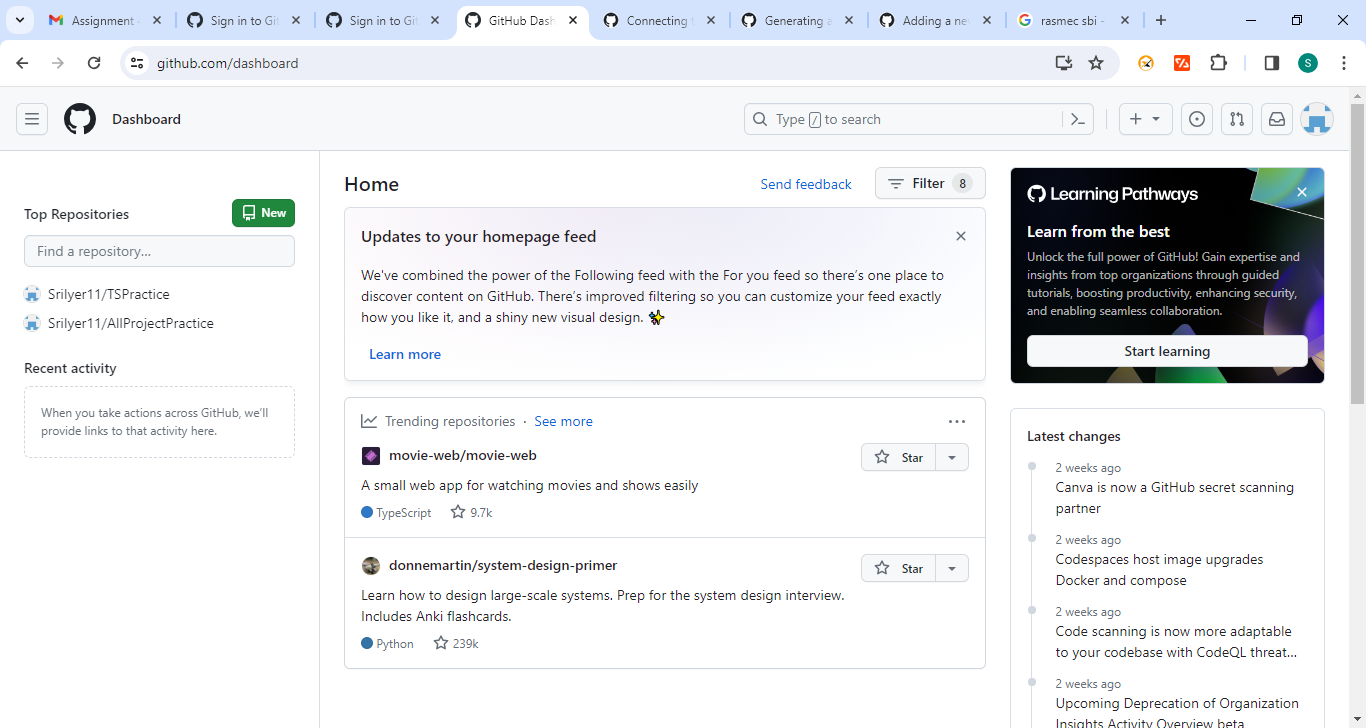 Assignment
Sign in to Git
Sign in to Git
GitHub Dash
Connecting
Generating a
Adding a ne
rasmec sbi -
github.com/dashboard
S
Dashboard
Type / to search
Top Repositories
New
Find a repository...
Srilyer11/TSPractice
Srilyer11/AllProjectPractice
Recent activity
When you take actions across GitHub, we'll
provide links to that activity here.
Home
Send feedback
Filter 8
Updates to your homepage feed
We've combined the power of the Following feed with the For you feed so there's one place to
discover content on GitHub. There's improved filtering so you can customize your feed exactly
how you like it, and a shiny new visual design. ✨
Learn more
Trending repositories · See more
movie-web/movie-web
Star
A small web app for watching movies and shows easily
TypeScript 9.7k
donnemartin/system-design-primer
Star
Learn how to design large-scale systems. Prep for the system design interview.
Includes Anki flashcards.
Python 239k
Learning Pathways
Learn from the best
Unlock the full power of GitHub! Gain expertise and
insights from top organizations through guided
tutorials, boosting productivity, enhancing security,
and enabling seamless collaboration.
Start learning
Latest changes
2 weeks ago
Canva is now a GitHub secret scanning
partner
2 weeks ago
Codespaces host image upgrades
Docker and compose
2 weeks ago
Code scanning is now more adaptable
to your codebase with CodeQL threat...
2 weeks ago
Upcoming Deprecation of Organization
Insights Activity Overview beta